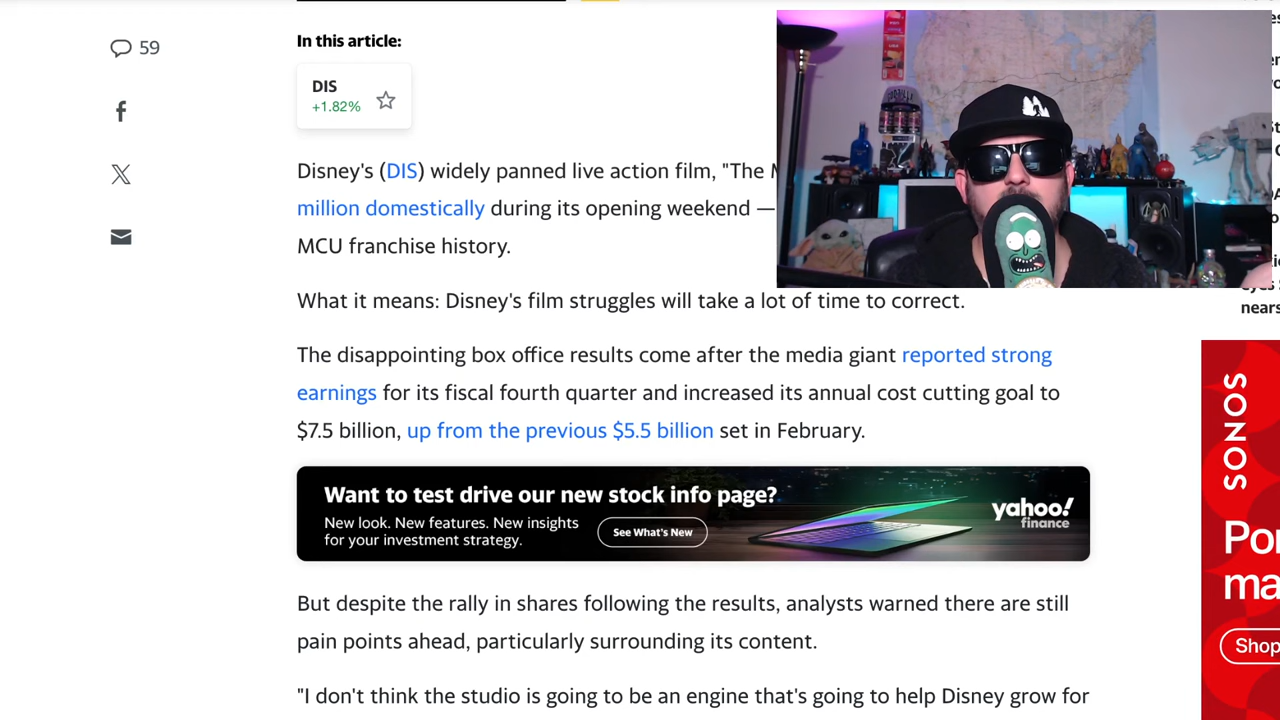 59
In this article:
DIS
+1.82%
Disney's (DIS) widely panned live action film, "The
million domestically during its opening weekend —
MCU franchise history.
What it means: Disney's film struggles will take a lot of time to correct.
The disappointing box office results come after the media giant reported strong
earnings for its fiscal fourth quarter and increased its annual cost cutting goal to
$7.5 billion, up from the previous $5.5 billion set in February.
Want to test drive our new stock info page?
New look. New features. New insights
for your investment strategy.
See What's New
yahoo!
finance
But despite the rally in shares following the results, analysts warned there are still
pain points ahead, particularly surrounding its content.
"I don't think the studio is going to be an engine that's going to help Disney grow for
nears
SONOS
Shop